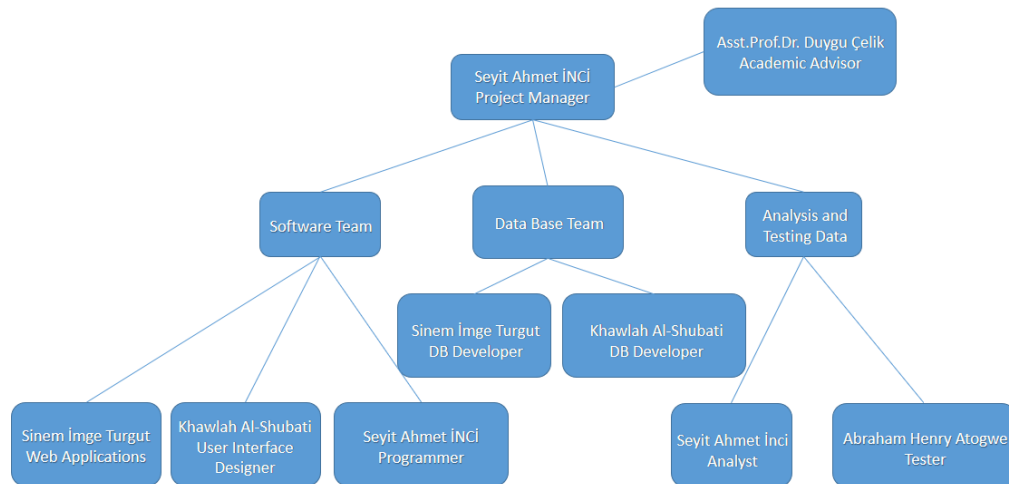 Asst.Prof.Dr. Duygu Çelik
Academic Advisor
Seyit Ahmet İNCİ
Project Manager
Software Team
Data Base Team
Analysis and
Testing Data
Sinem İmge Turgut
DB Developer
Khawlah Al-Shubati
DB Developer
Sinem İmge Turgut
Web Applications
Khawlah Al-Shubati
User Interface
Designer
Seyit Ahmet İNCİ
Programmer
Seyit Ahmet İnci
Analyst
Abraham Henry Atogwe
Tester